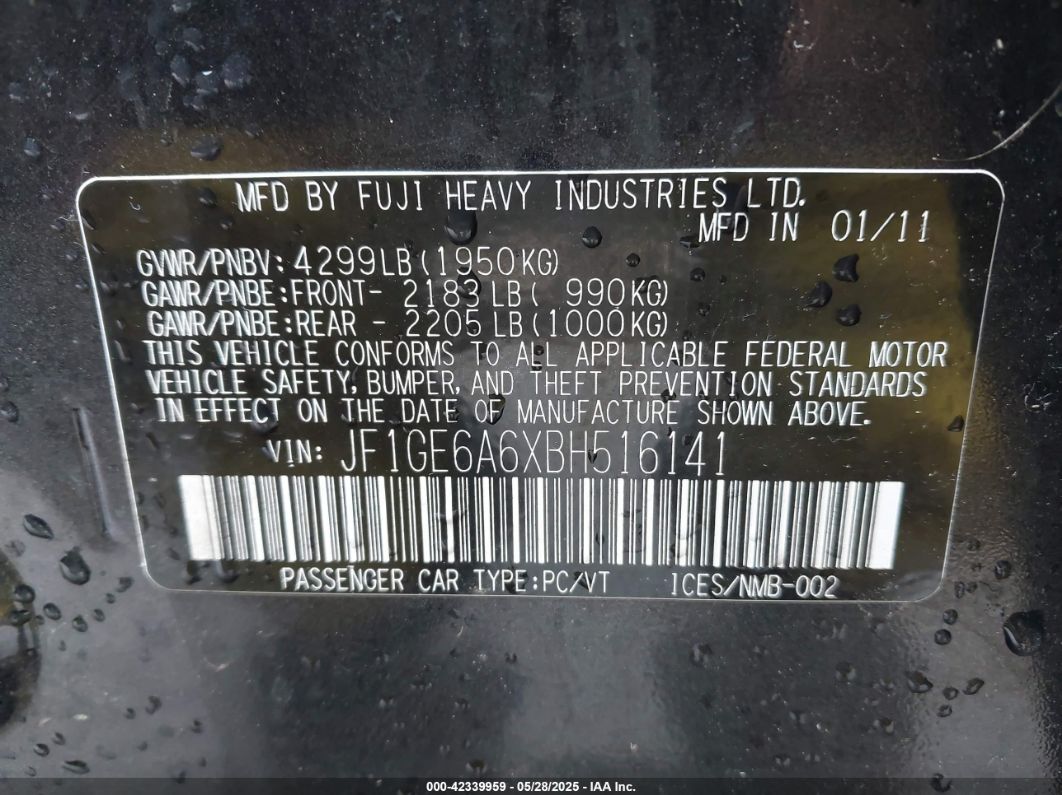 MFD BY FUJI HEAVY INDUSTRIES LTD.
MFD IN 01/11
GVWR/PNBV: 4299LB(1950KG)
GAWR/PNBE:FRONT- 2183LB( 990KG)
GAWR/PNBE:REAR - 2205LB(1000KG)
THIS VEHICLE CONFORMS TO ALL APPLICABLE FEDERAL MOTOR
VEHICLE SAFETY, BUMPER, AND THEFT PREVENTION STANDARDS
IN EFFECT ON THE DATE OF MANUFACTURE SHOWN ABOVE.
VIN: JF1GE6A6XBH516141
PASSENGER CAR TYPE:PC/VT ICES/NMB-002
000-42339959 - 05/28/2025 - IAA Inc.